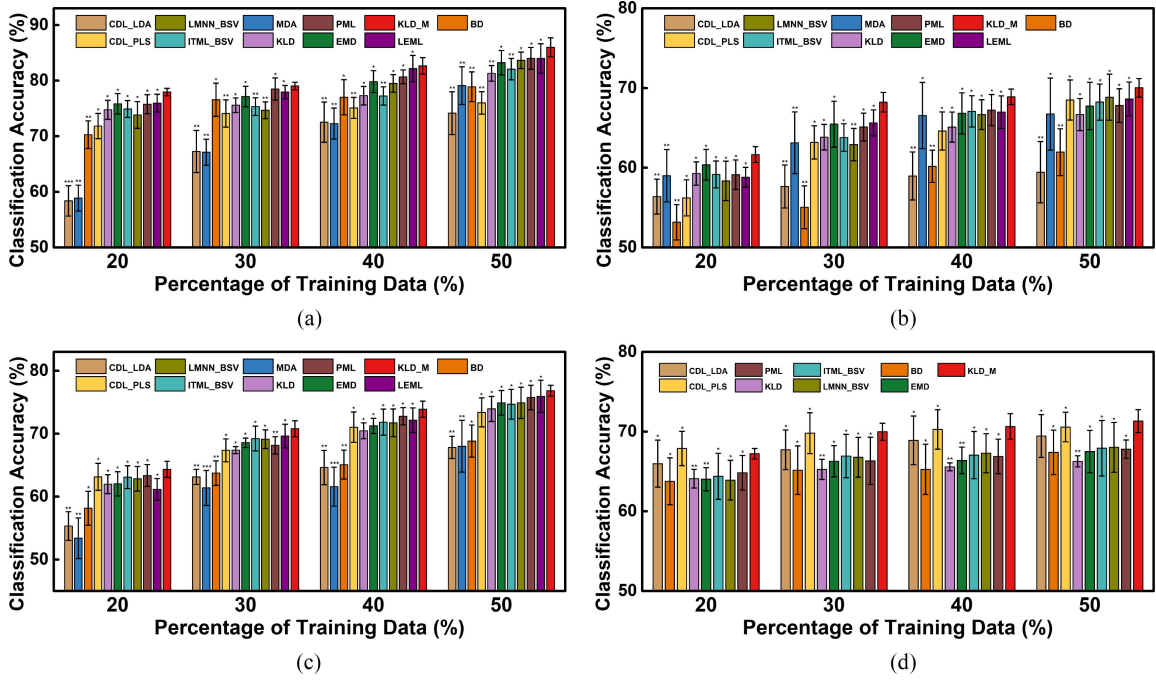 CDL_LDA LMNN_BSV MDA PML KLD_M BD
CDL_PLS ITML_BSV KLD EMD LEML
Classification Accuracy (%)
90
80
70
60
50
20 30 40 50
Percentage of Training Data (%)
(a)
CDL_LDA LMNN_BSV MDA PML KLD_M BD
CDL_PLS ITML_BSV KLD EMD LEML
Classification Accuracy (%)
80
70
60
50
20 30 40 50
Percentage of Training Data (%)
(b)
CDL_LDA LMNN_BSV MDA PML KLD_M BD
CDL_PLS ITML_BSV KLD EMD LEML
Classification Accuracy (%)
80
70
60
50
20 30 40 50
Percentage of Training Data (%)
(c)
CDL_LDA PML ITML_BSV BD KLD_M
CDL_PLS KLD LMNN_BSV EMD
Classification Accuracy (%)
80
70
60
50
20 30 40 50
Percentage of Training Data (%)
(d)